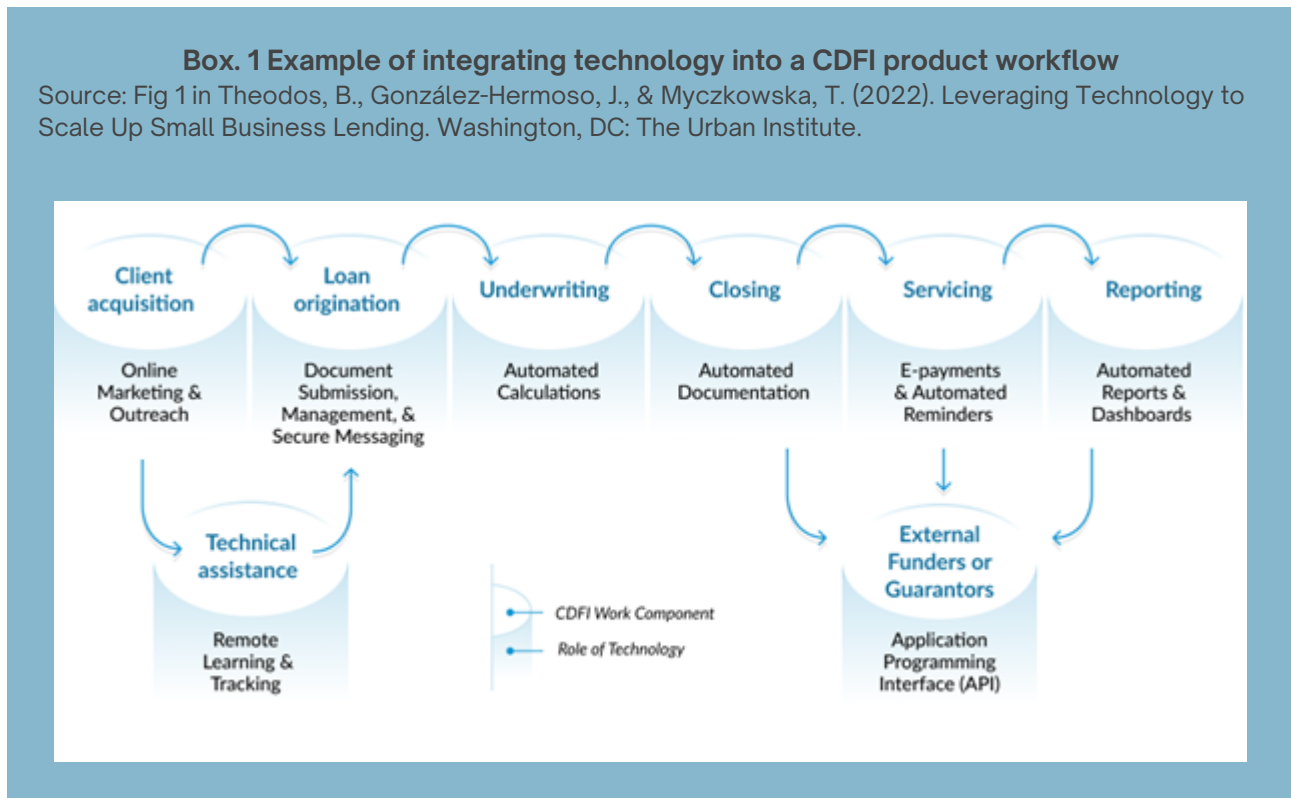 Box. 1 Example of integrating technology into a CDFI product workflow
Source: Fig 1 in Theodos, B., González-Hermoso, J., & Myczkowska, T. (2022). Leveraging Technology to
Scale Up Small Business Lending. Washington, DC: The Urban Institute.
Client
acquisition
Online
Marketing &
Outreach
Loan
origination
Document
Submission,
Management, &
Secure Messaging
Underwriting
Automated
Calculations
Closing
Automated
Documentation
Servicing
E-payments
& Automated
Reminders
Reporting
Automated
Reports &
Dashboards
Technical
assistance
Remote
Learning &
Tracking
CDFI Work Component
Role of Technology
External
Funders or
Guarantors
Application
Programming
Interface (API)